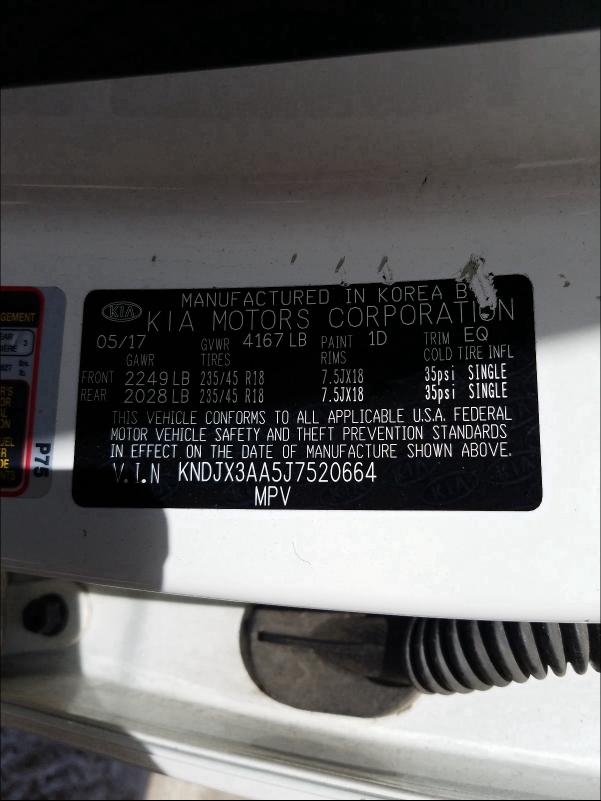 KIA
MANUFACTURED IN KOREA B
KIA MOTORS CORPORATION
05/17 GVWR 4167 LB PAINT 1D TRIM EQ
GAWR TIRES RIMS COLD TIRE INFL
FRONT 2249 LB 235/45 R18 7.5JX18 35psi SINGLE
REAR 2028 LB 235/45 R18 7.5JX18 35psi SINGLE
THIS VEHICLE CONFORMS TO ALL APPLICABLE U.S.A. FEDERAL
MOTOR VEHICLE SAFETY AND THEFT PREVENTION STANDARDS
IN EFFECT ON THE DATE OF MANUFACTURE SHOWN ABOVE.
V.I.N KNDJX3AA5J7520664
MPV
P75